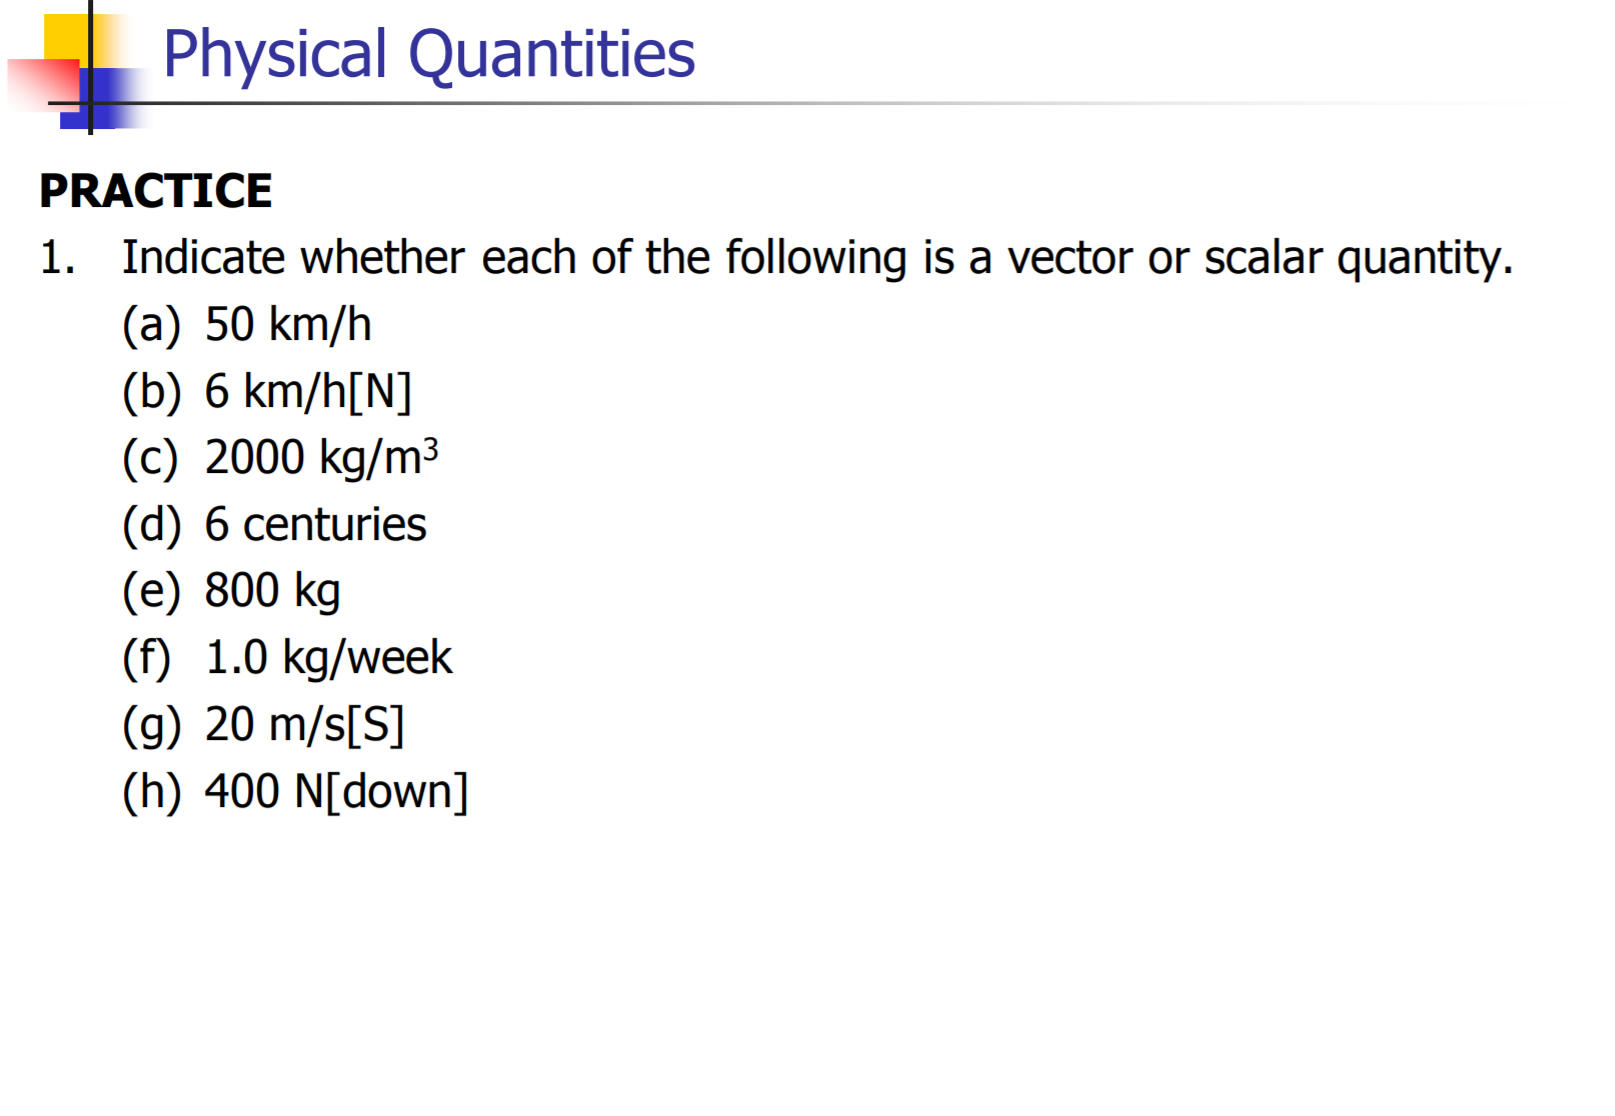 Physical Quantities
PRACTICE
1. Indicate whether each of the following is a vector or scalar quantity.
(a) 50 km/h
(b) 6 km/h[N]
(c) 2000 kg/m³
(d) 6 centuries
(e) 800 kg
(f) 1.0 kg/week
(g) 20 m/s[S]
(h) 400 N[down]